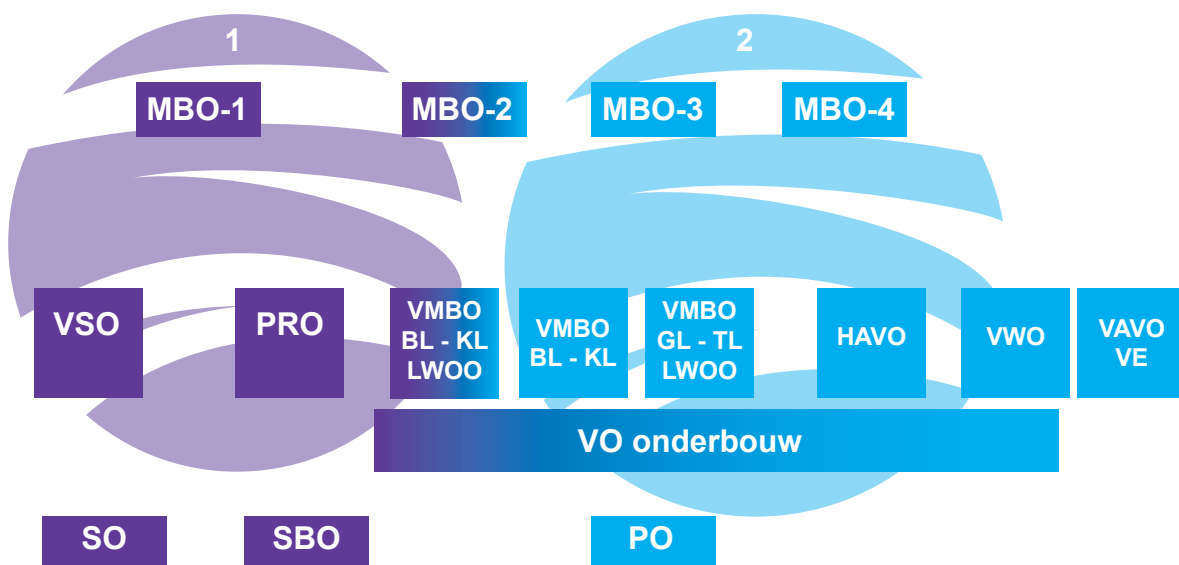 1
2
MBO-1
MBO-2
MBO-3
MBO-4
VSO
PRO
VMBO
BL - KL
LWOO
VMBO
BL - KL
VMBO
GL - TL
LWOO
HAVO
VWO
VAVO
VE
VO onderbouw
SO
SBO
PO